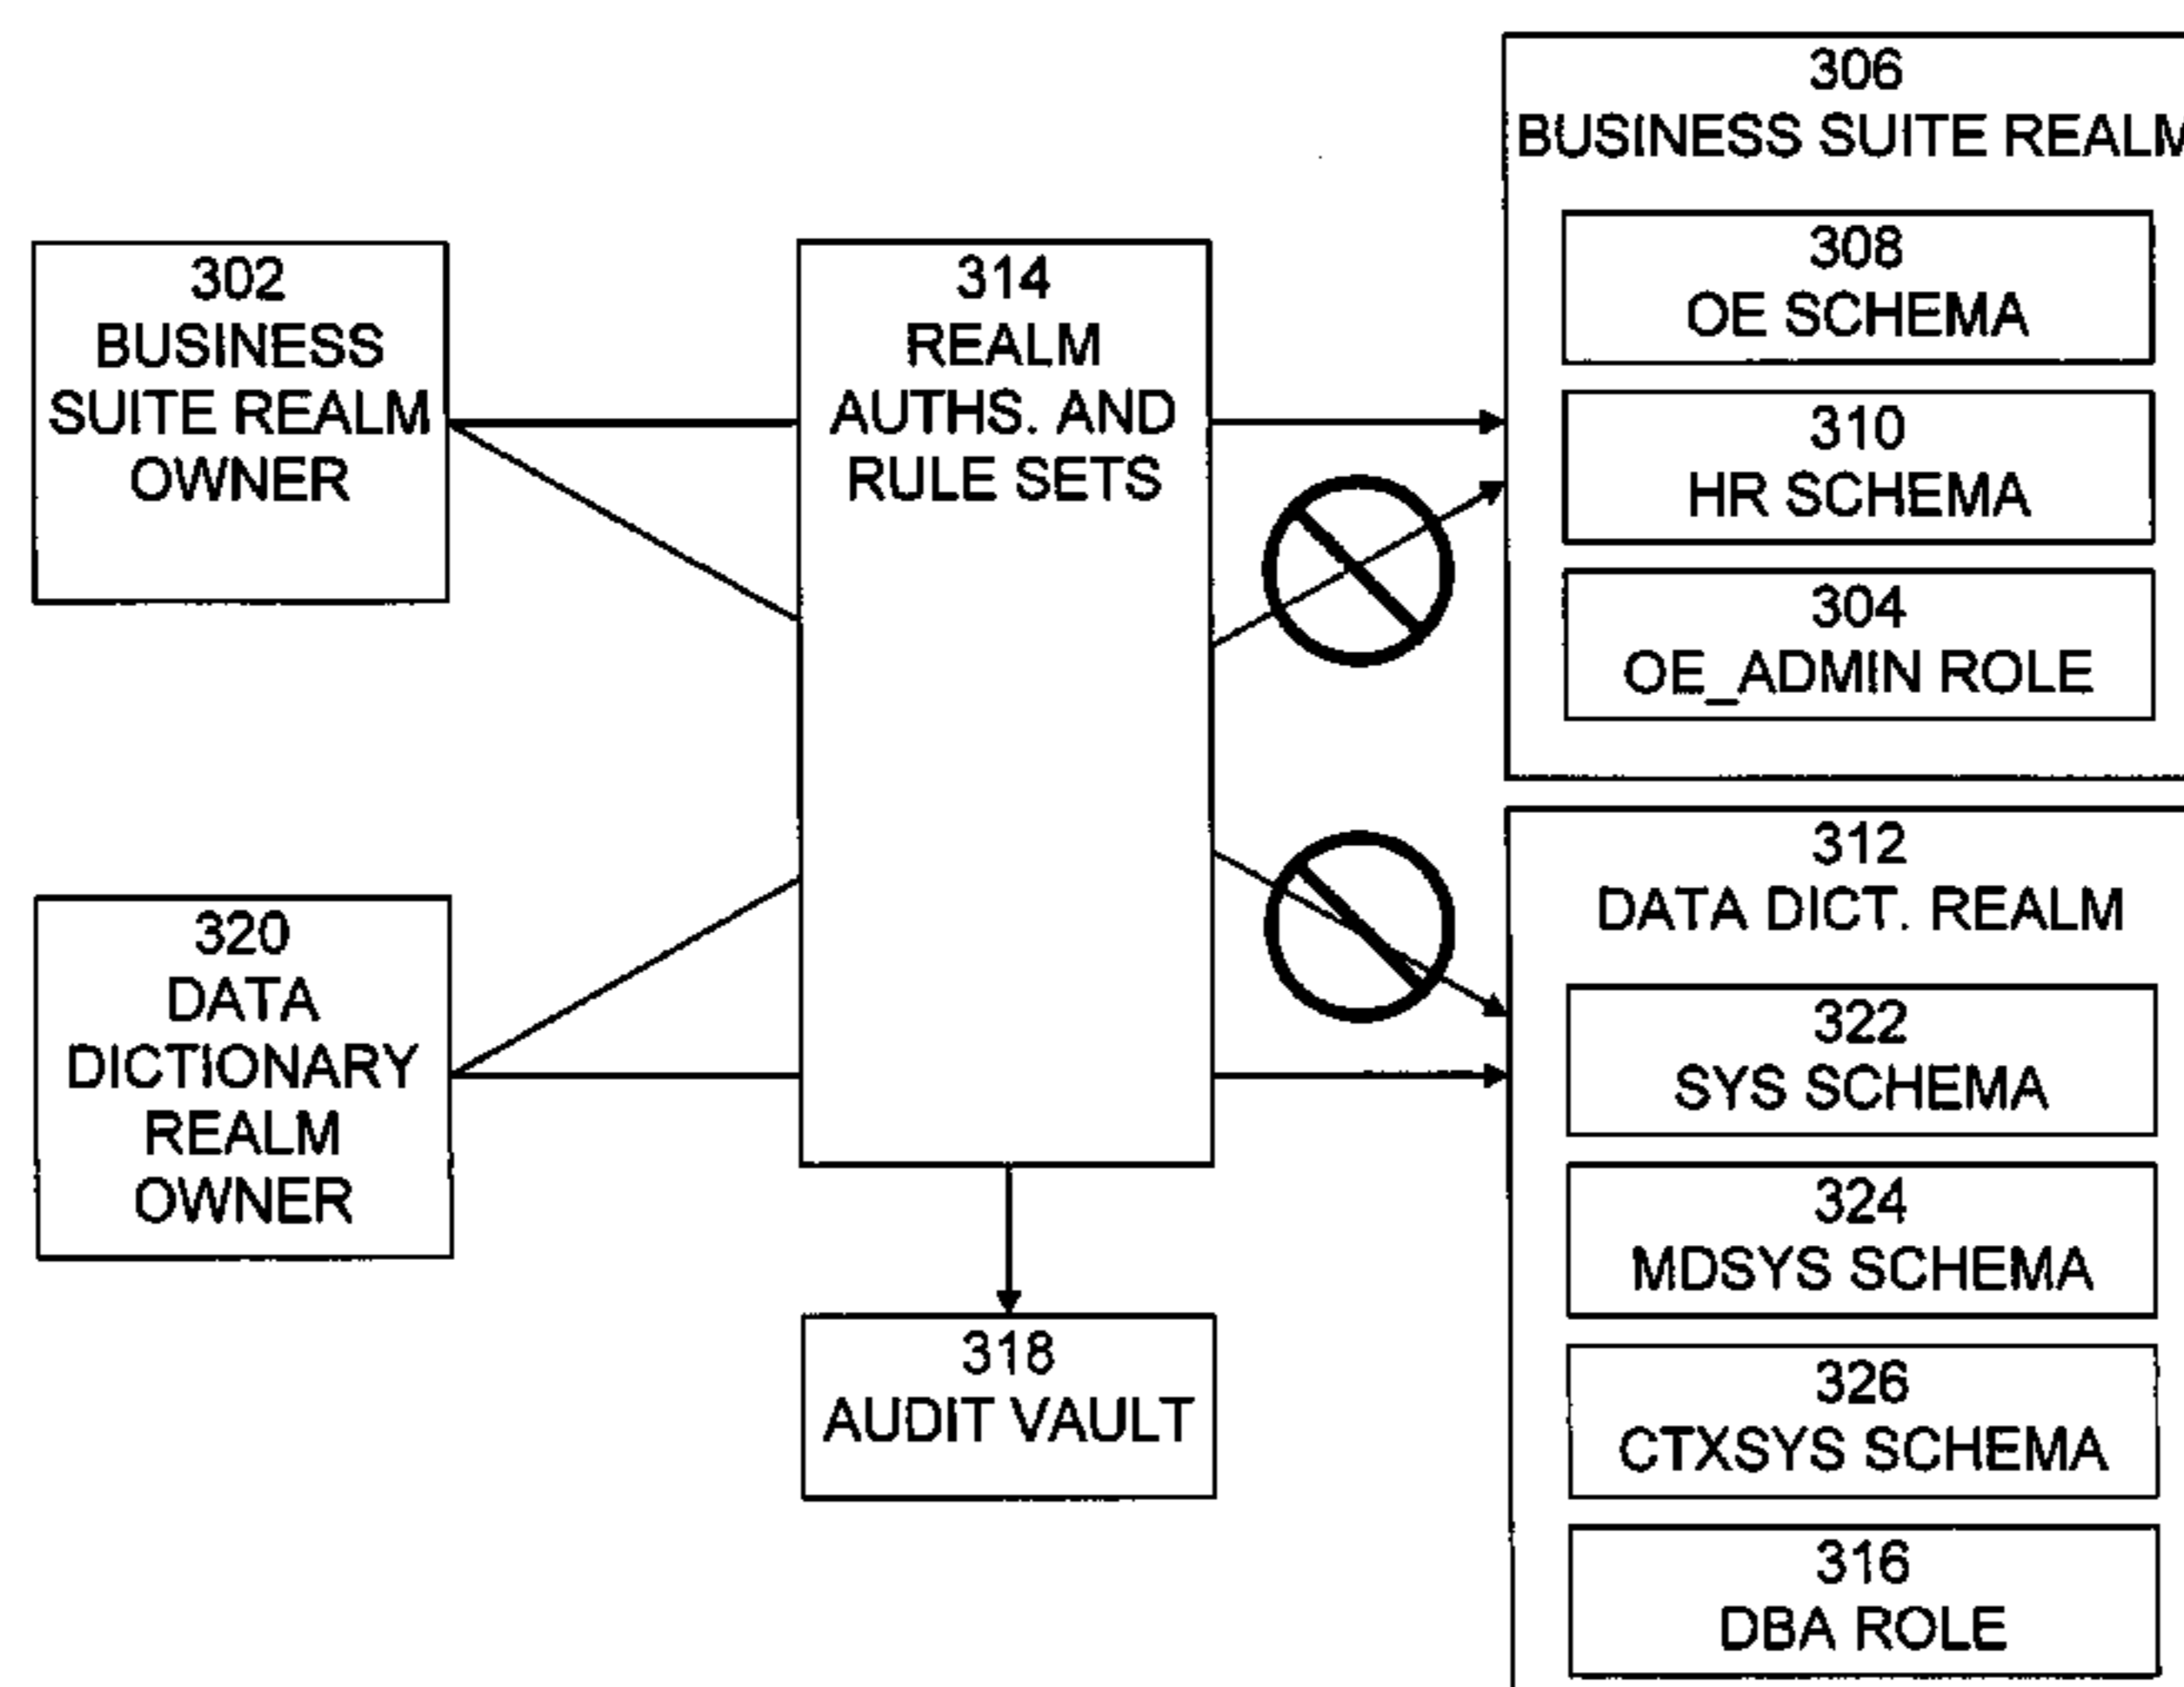 302
BUSINESS
SUITE REALM
OWNER
320
DATA
DICTIONARY
REALM
OWNER
314
REALM
AUTHS. AND
RULE SETS
318
AUDIT VAULT
306
BUSINESS SUITE REALM
308
OE SCHEMA
310
HR SCHEMA
304
OE_ADMIN ROLE
312
DATA DICT. REALM
322
SYS SCHEMA
324
MDSYS SCHEMA
326
CTXSYS SCHEMA
316
DBA ROLE